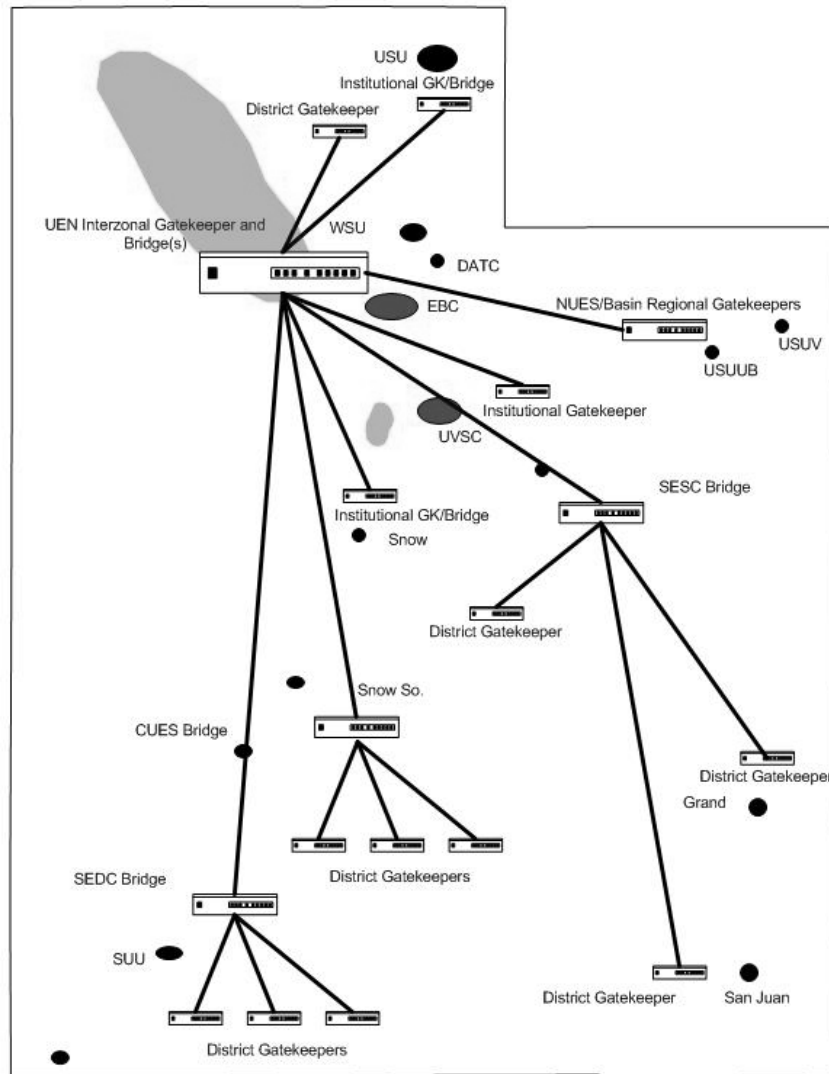 USU
Institutional GK/Bridge
District Gatekeeper
UEN Interzonal Gatekeeper and
Bridge(s)
WSU
DATC
EBC
NUES/Basin Regional Gatekeepers
USUV
USUUB
Institutional Gatekeeper
UVSC
SESC Bridge
Institutional GK/Bridge
Snow
District Gatekeeper
Snow So.
CUES Bridge
District Gatekeeper
Grand
District Gatekeepers
SEDC Bridge
SUU
District Gatekeeper
San Juan
District Gatekeepers